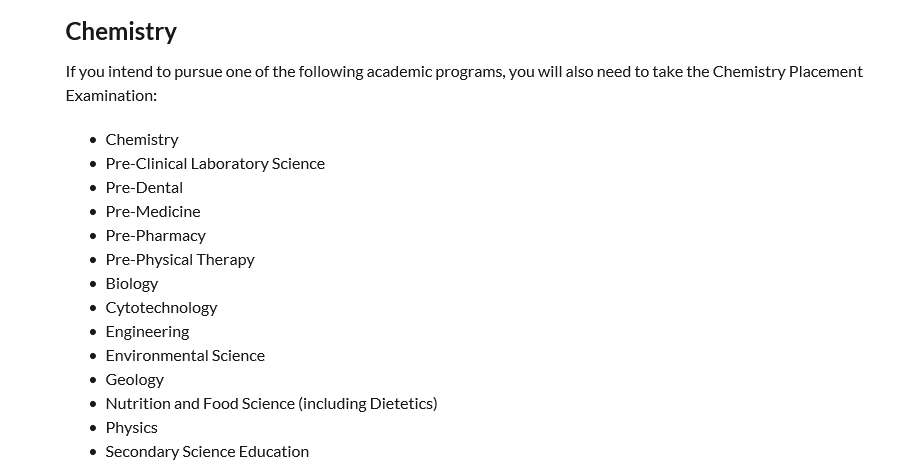 Chemistry
If you intend to pursue one of the following academic programs, you will also need to take the Chemistry Placement
Examination:
• Chemistry
• Pre-Clinical Laboratory Science
• Pre-Dental
• Pre-Medicine
• Pre-Pharmacy
• Pre-Physical Therapy
• Biology
• Cytotechnology
• Engineering
• Environmental Science
• Geology
• Nutrition and Food Science (including Dietetics)
• Physics
• Secondary Science Education